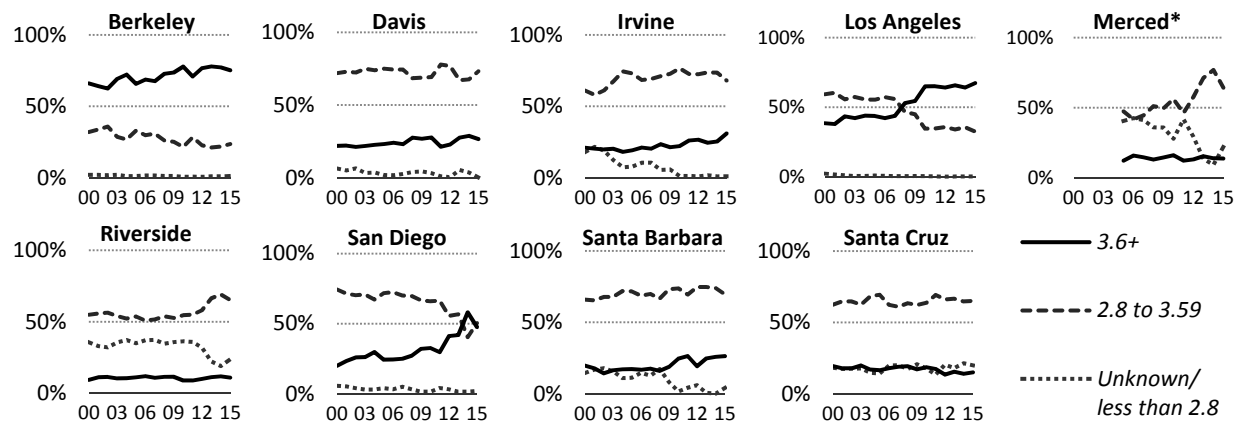 Berkeley
100%
50%
0%
00 03 06 09 12 15
Davis
100%
50%
0%
00 03 06 09 12 15
Irvine
100%
50%
0%
00 03 06 09 12 15
Los Angeles
100%
50%
0%
00 03 06 09 12 15
Merced*
100%
50%
0%
00 03 06 09 12 15
Riverside
100%
50%
0%
00 03 06 09 12 15
San Diego
100%
50%
0%
00 03 06 09 12 15
Santa Barbara
100%
50%
0%
00 03 06 09 12 15
Santa Cruz
100%
50%
0%
00 03 06 09 12 15
3.6+
2.8 to 3.59
Unknown/
less than 2.8